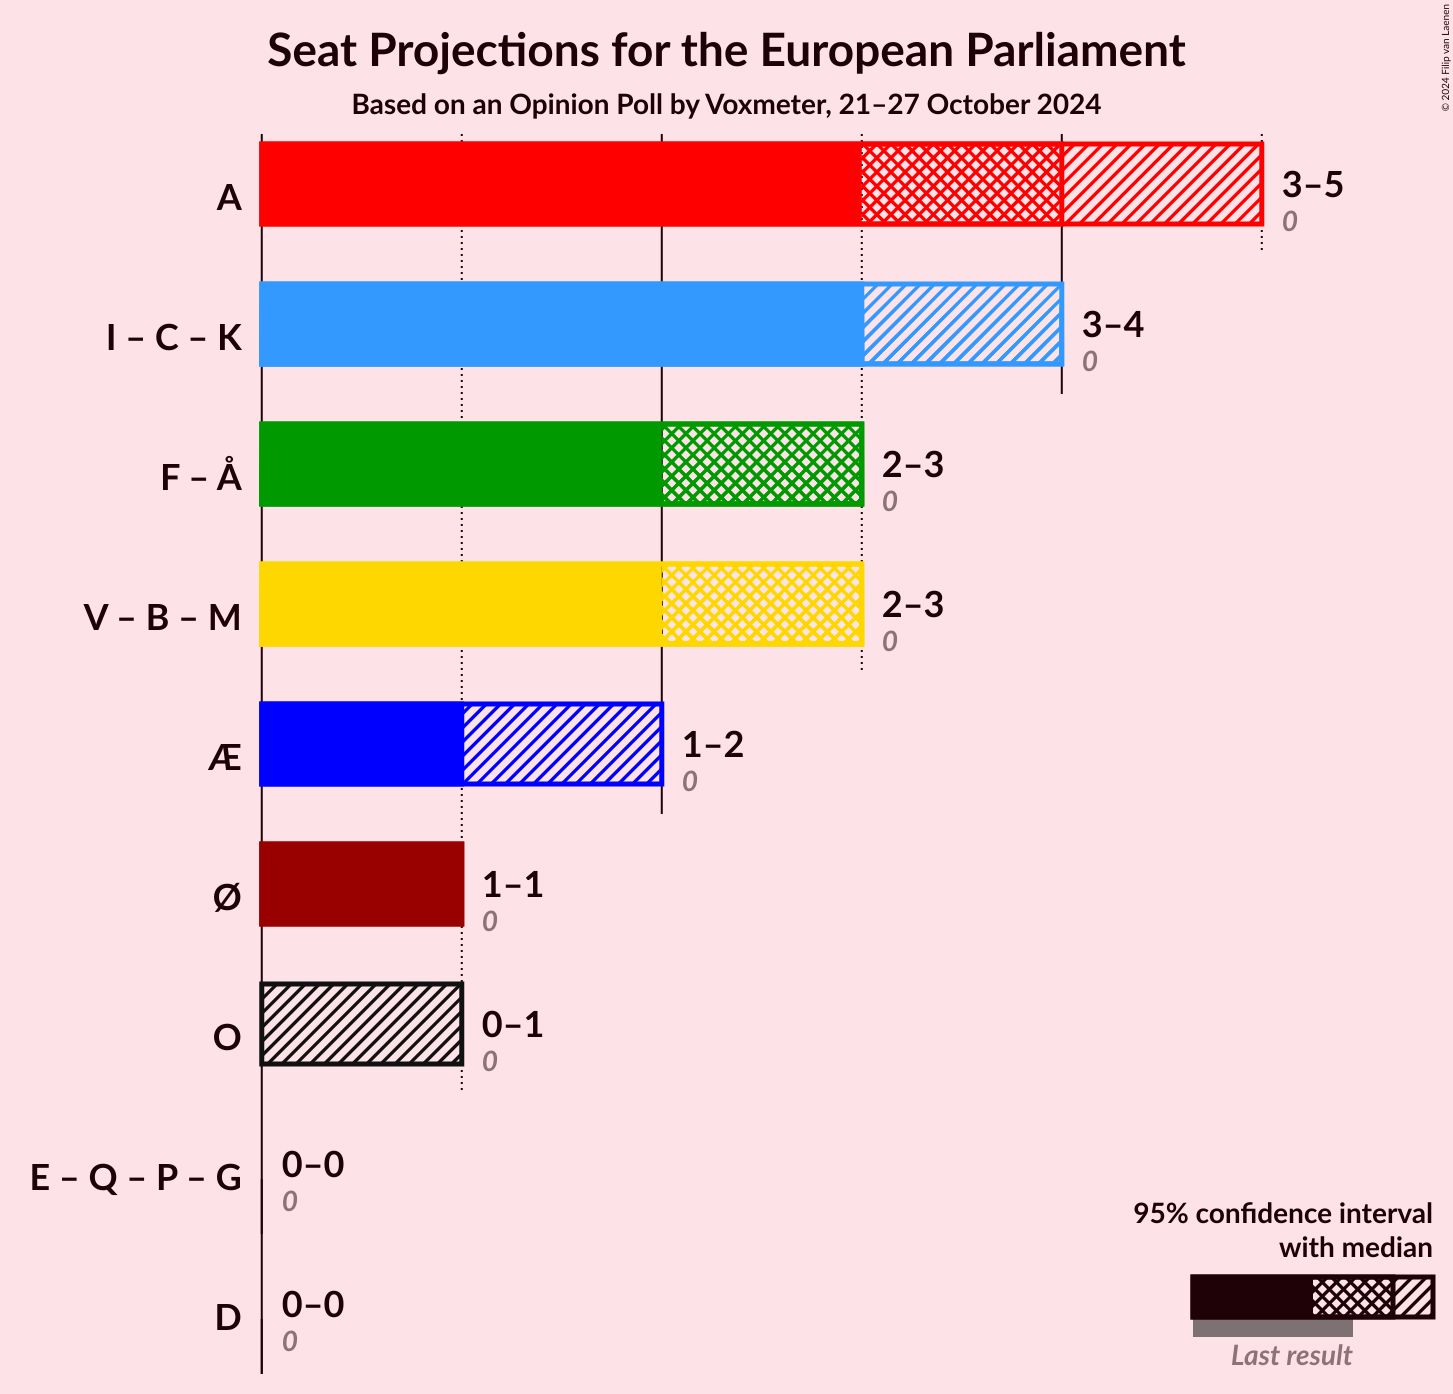 Seat Projections for the European Parliament
Based on an Opinion Poll by Voxmeter, 21–27 October 2024
© 2024 Filip van Laenen
A
3–5
0
I – C – K
3–4
0
F – Å
2–3
0
V – B – M
2–3
0
Æ
1–2
0
Ø
1–1
0
O
0–1
0
E – Q – P – G
0–0
0
D
0–0
0
95% confidence interval
with median
Last result